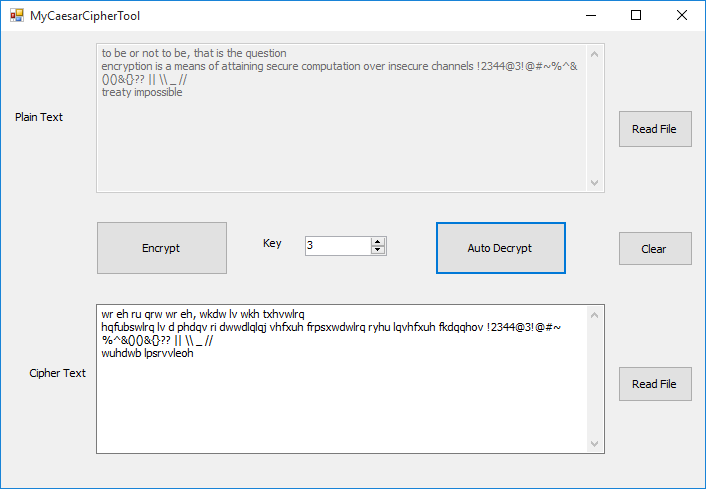 MyCaesarCipherTool
to be or not to be, that is the question
encryption is a means of attaining secure computation over insecure channels !2344@3!@#~%^&
()()&{}?? || \\ _ //
treaty impossible
Plain Text
Read File
Encrypt
Key
3
Auto Decrypt
Clear
wr eh ru qrw wr eh, wkdw lv wkh txhvwlrq
hqfubswlrq lv d phdqv ri dwwdlqlqj vhfxuh frpsxwdwlrq ryhu lqvhfxuh fkdqqhov !2344@3!@#~
%^&()()&{}?? || \\ _ //
wuhdwb lpsrvvleoh
Cipher Text
Read File